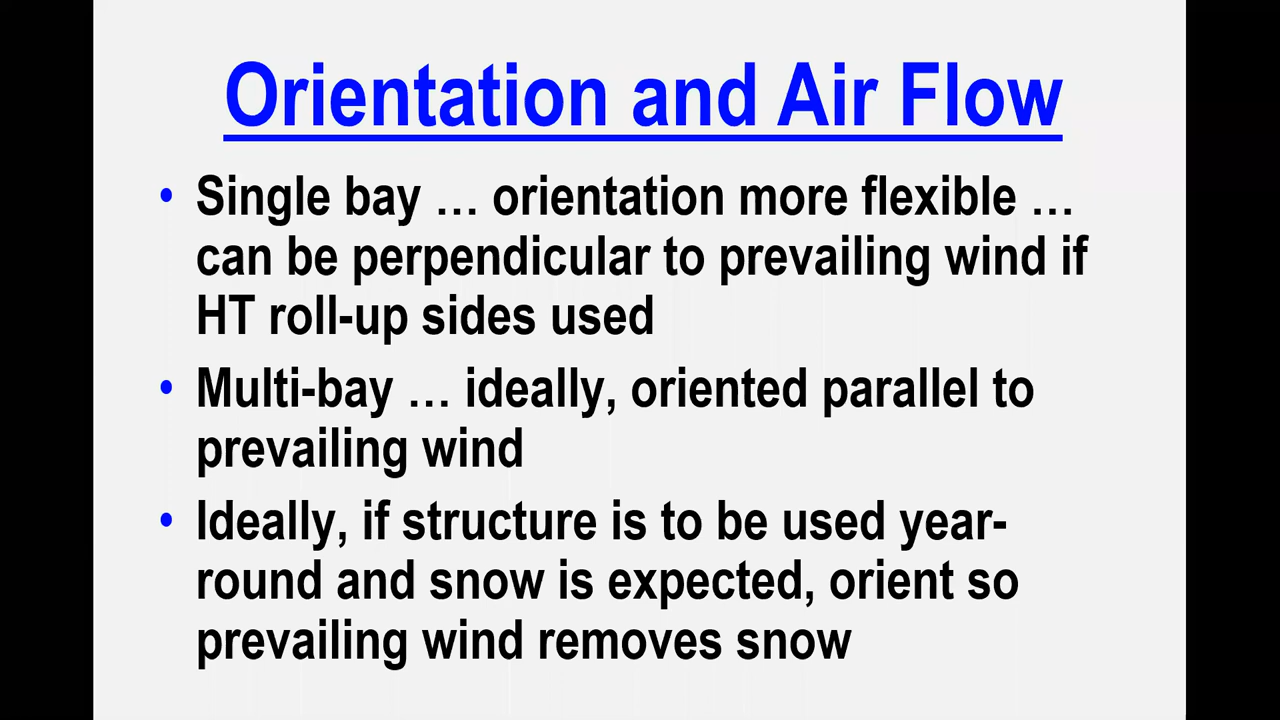 Orientation and Air Flow
• Single bay … orientation more flexible …
can be perpendicular to prevailing wind if
HT roll-up sides used
• Multi-bay … ideally, oriented parallel to
prevailing wind
• Ideally, if structure is to be used year-
round and snow is expected, orient so
prevailing wind removes snow